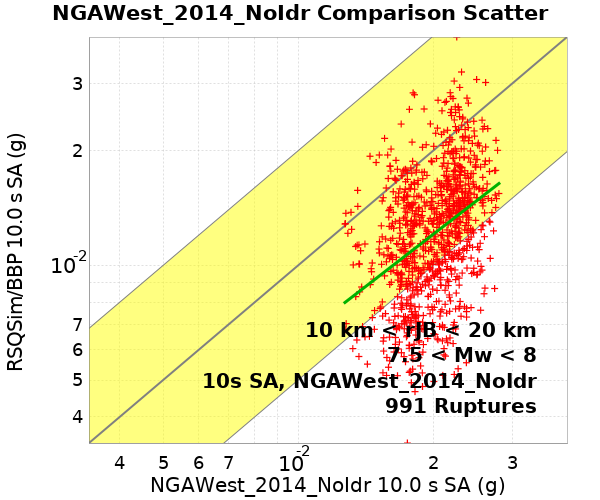 NGAWest_2014_NoIdr Comparison Scatter
RSQSim/BBP 10.0 s SA (g)
3
2
10-2
7
6
5
4
10 km < rJB < 20 km
7.5 < Mw < 8
10s SA, NGAWest_2014_NoIdr
991 Ruptures
4 5 6 7 10-2 2 3
NGAWest_2014_NoIdr 10.0 s SA (g)